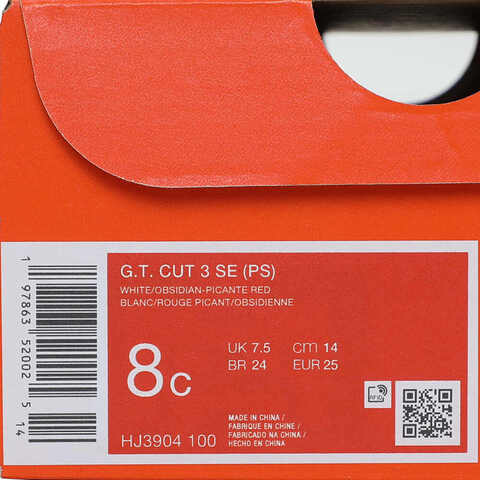 G.T. CUT 3 SE (PS)
WHITE/OBSIDIAN-PICANTE RED
BLANC/ROUGE PICANT/OBSIDIENNE
8C
UK 7.5 cm 14
BR 24 EUR 25
RFID
MADE IN CHINA /
FABRIQUE EN CHINE /
FABRICADO NA CHINA /
HECHO EN CHINA
HJ3904 100
1 97863 52002 5 14